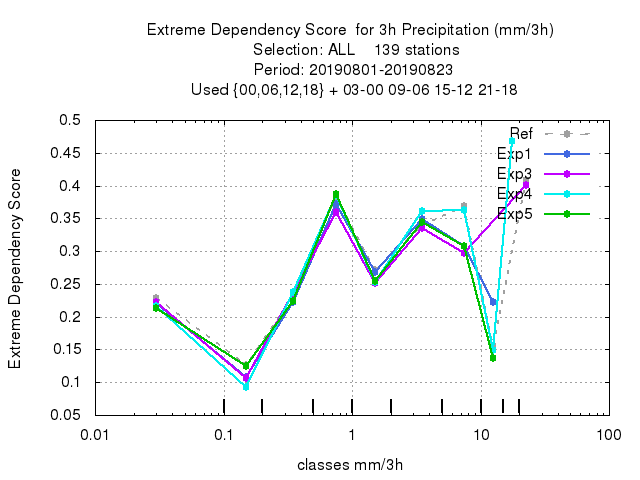 Extreme Dependency Score  for 3h Precipitation (mm/3h)
Selection: ALL    139 stations
Period: 20190801-20190823
Used {00,06,12,18} + 03-00 09-06 15-12 21-18
Extreme Dependency Score
0.5
0.45
0.4
0.35
0.3
0.25
0.2
0.15
0.1
0.05
Ref
Exp1
Exp3
Exp4
Exp5
0.01 0.1 1 10 100
classes mm/3h